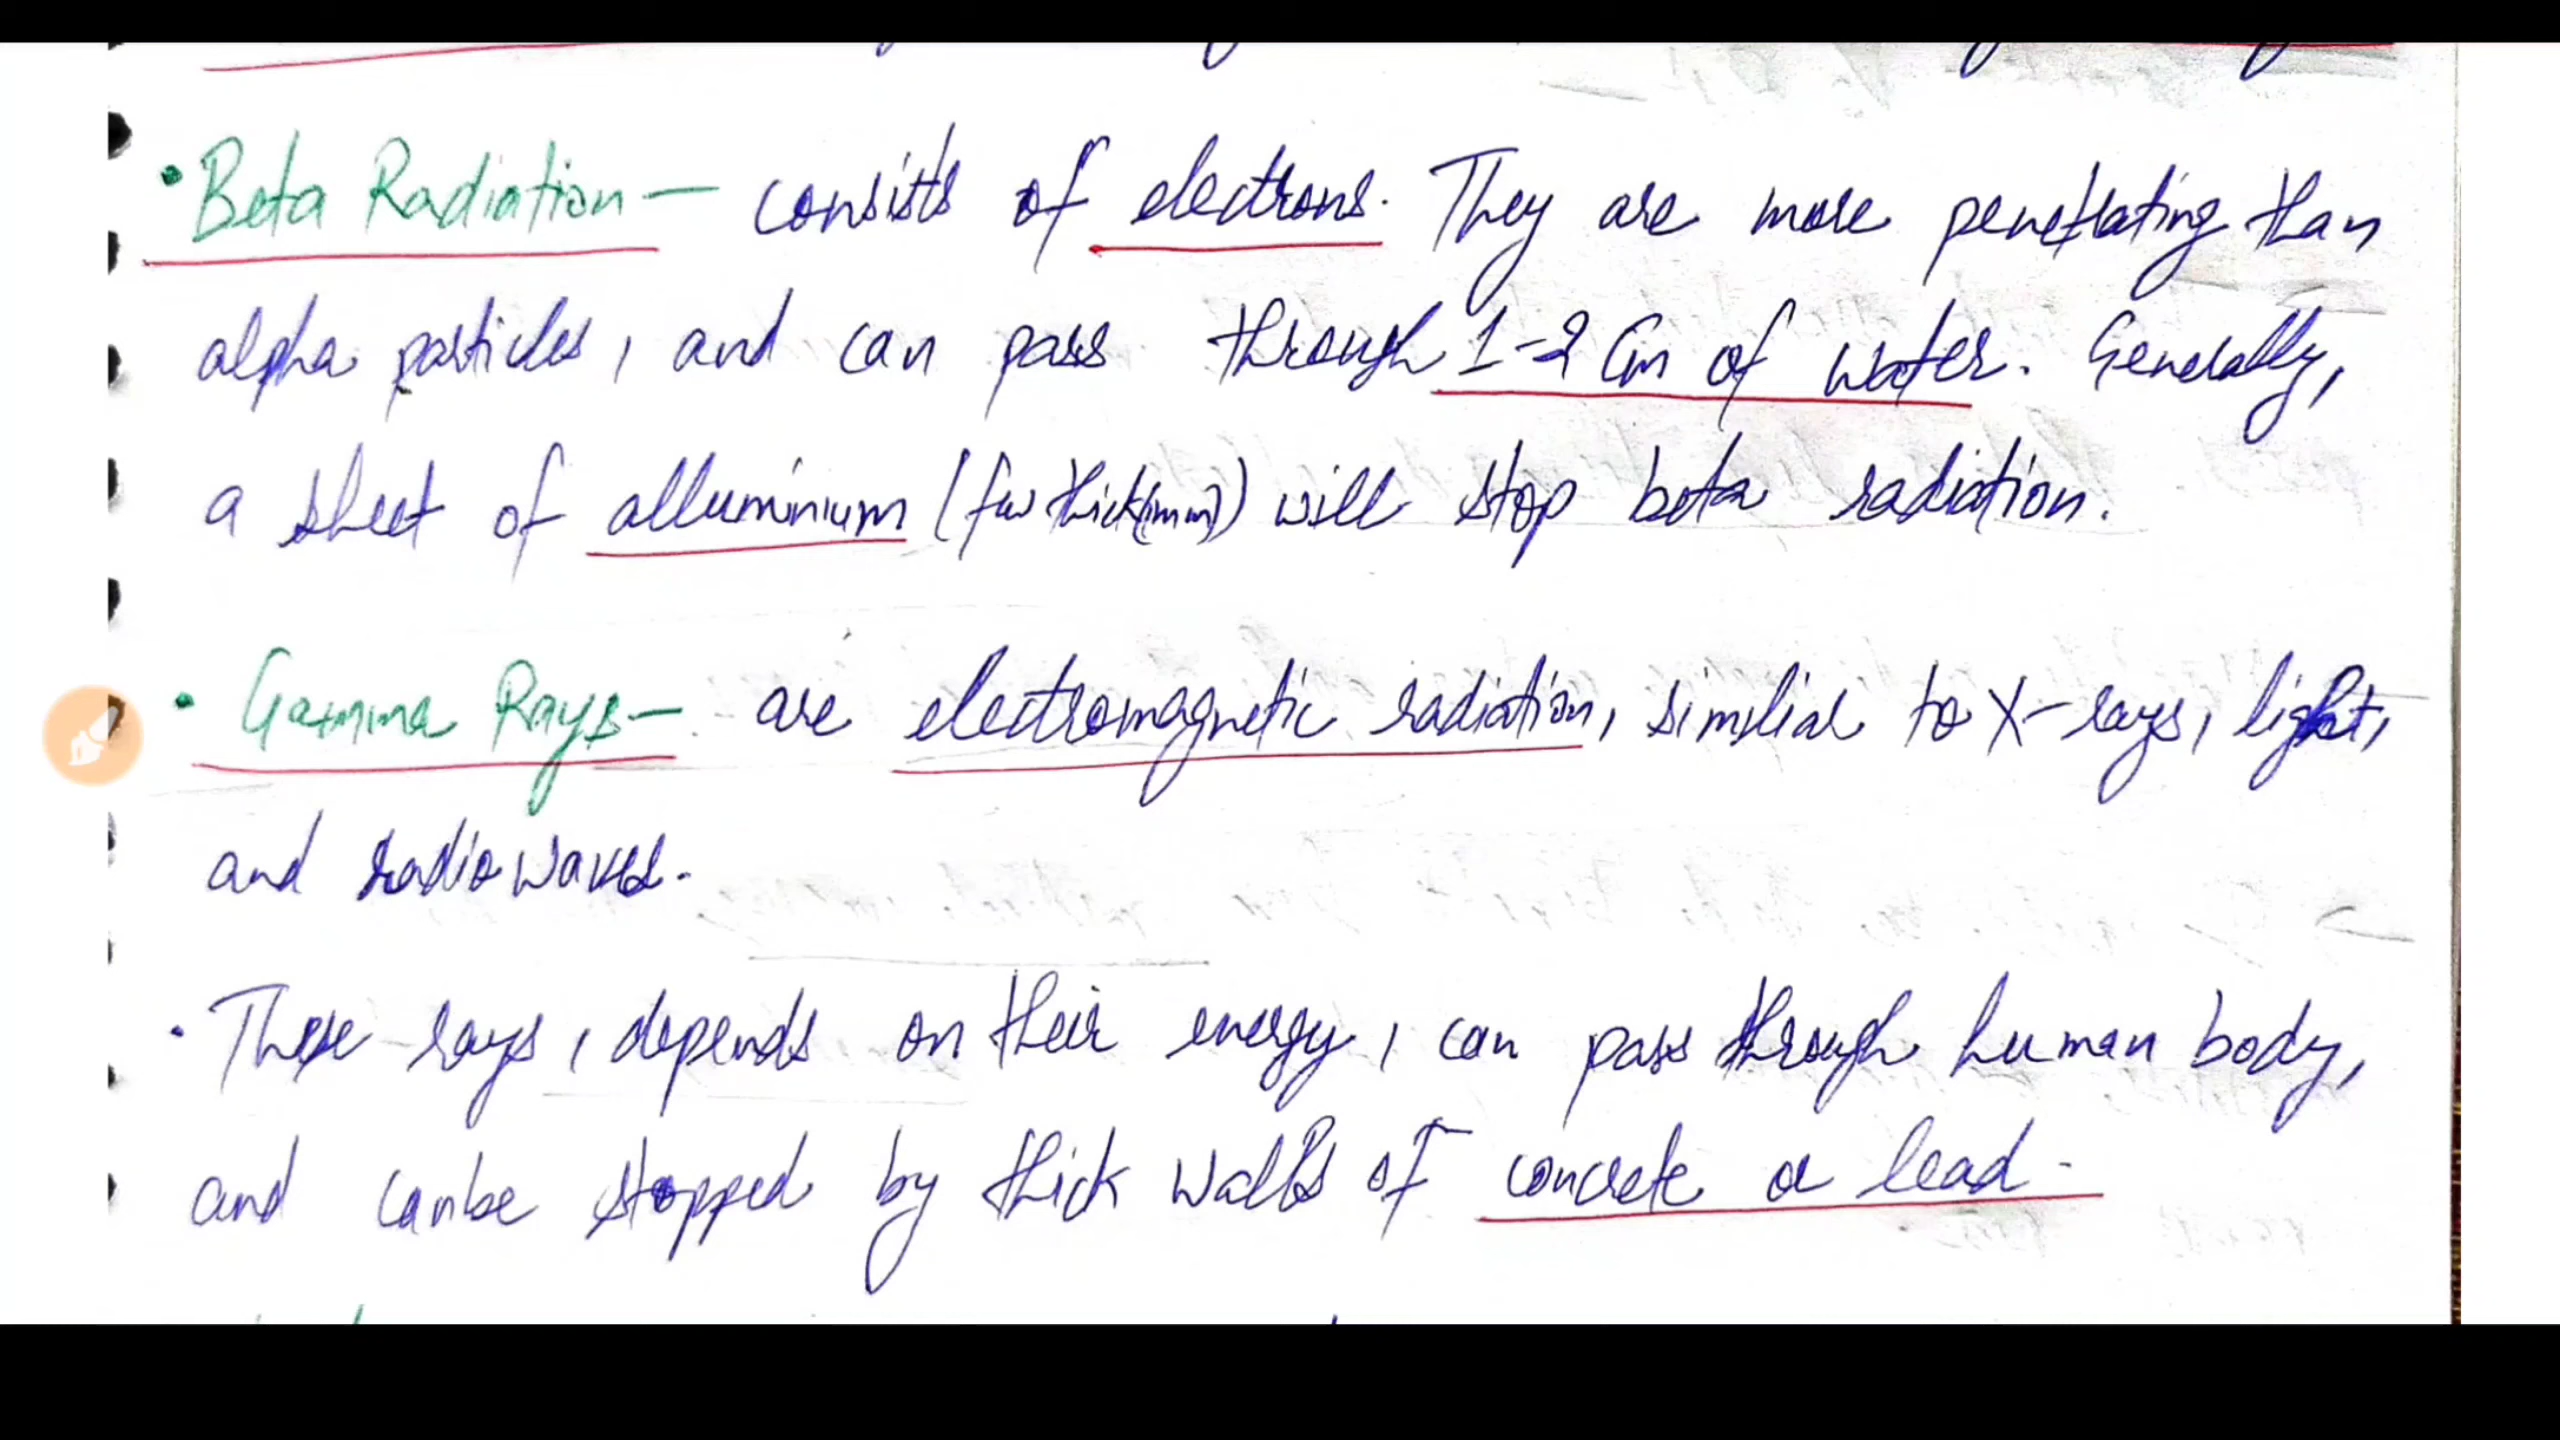 • Beta Radiation — consists of electrons. They are more penetrating than
alpha particles, and can pass through 1-2 Cm of water. Generally,
a sheet of alluminium (few thick(mm)) will stop beta radiation.
• Gamma Rays — are electromagnetic radiation, similiar to X-rays, light,
and radio waves.
• These rays, depends on their energy, can pass through human body,
and can be stopped by thick walls of concrete or lead.